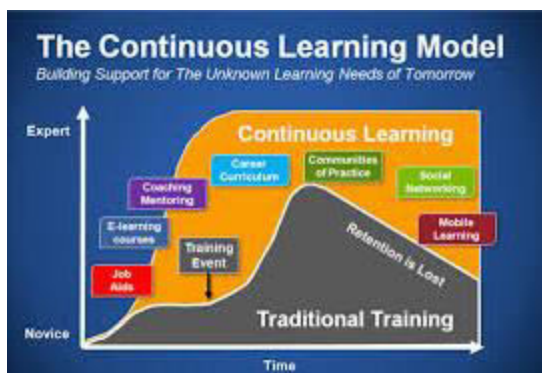 The Continuous Learning Model
Building Support for The Unknown Learning Needs of Tomorrow
Expert
Continuous Learning
Career
Curriculum
Communities
of Practice
Social
Networking
Coaching
Mentoring
E-learning
courses
Mobile
Learning
Training
Event
Retention is Lost
Job
Aids
Traditional Training
Novice
Time